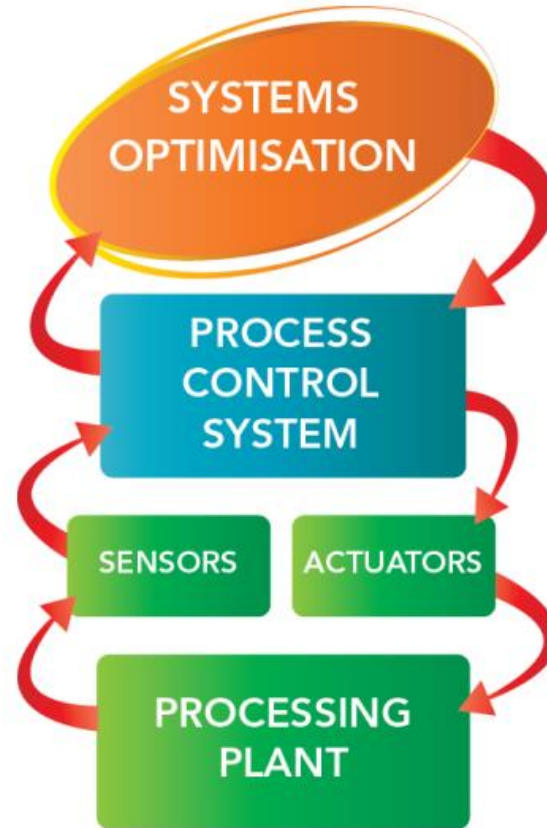 SYSTEMS
OPTIMISATION
PROCESS
CONTROL
SYSTEM
SENSORS
ACTUATORS
PROCESSING
PLANT